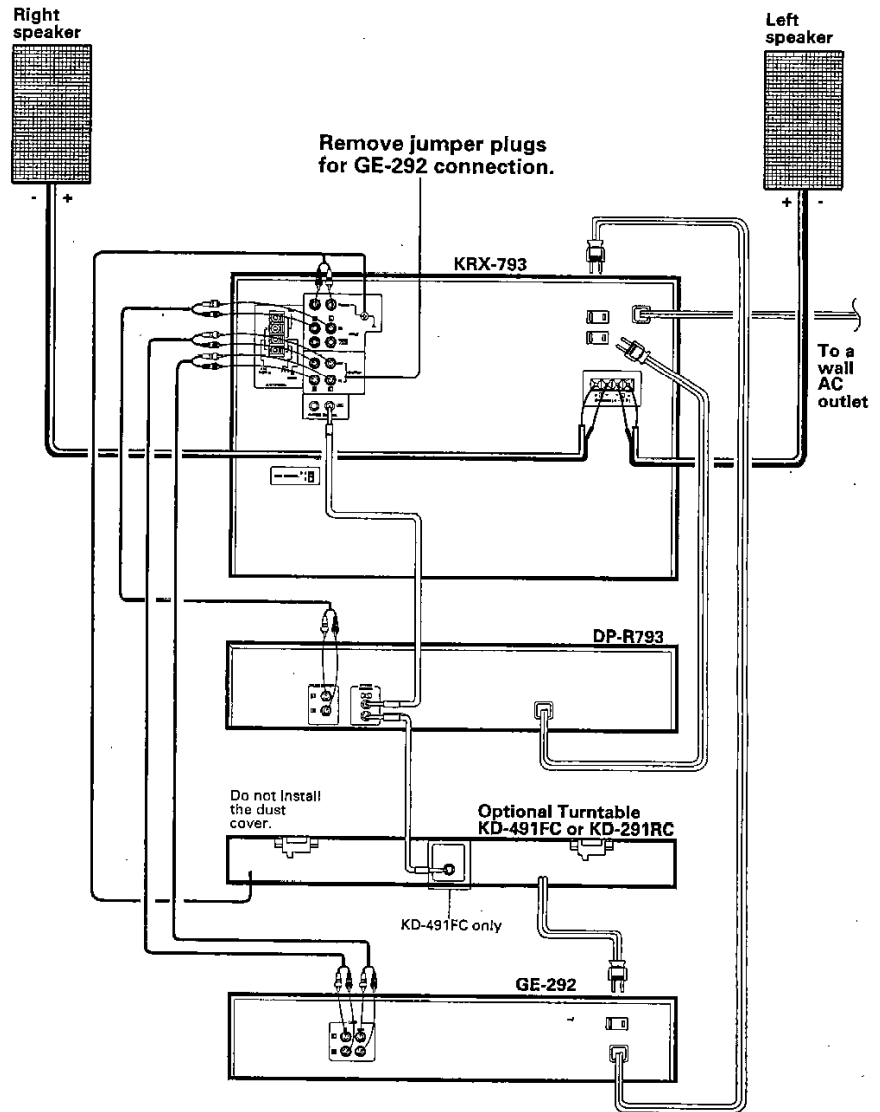 Right
speaker
Left
speaker
Remove jumper plugs
for GE-292 connection.
- +
+ -
KRX-793
To a
wall
AC
outlet
DP-R793
Do not install
the dust
cover.
Optional Turntable
KD-491FC or KD-291RC
KD-491FC only
GE-292